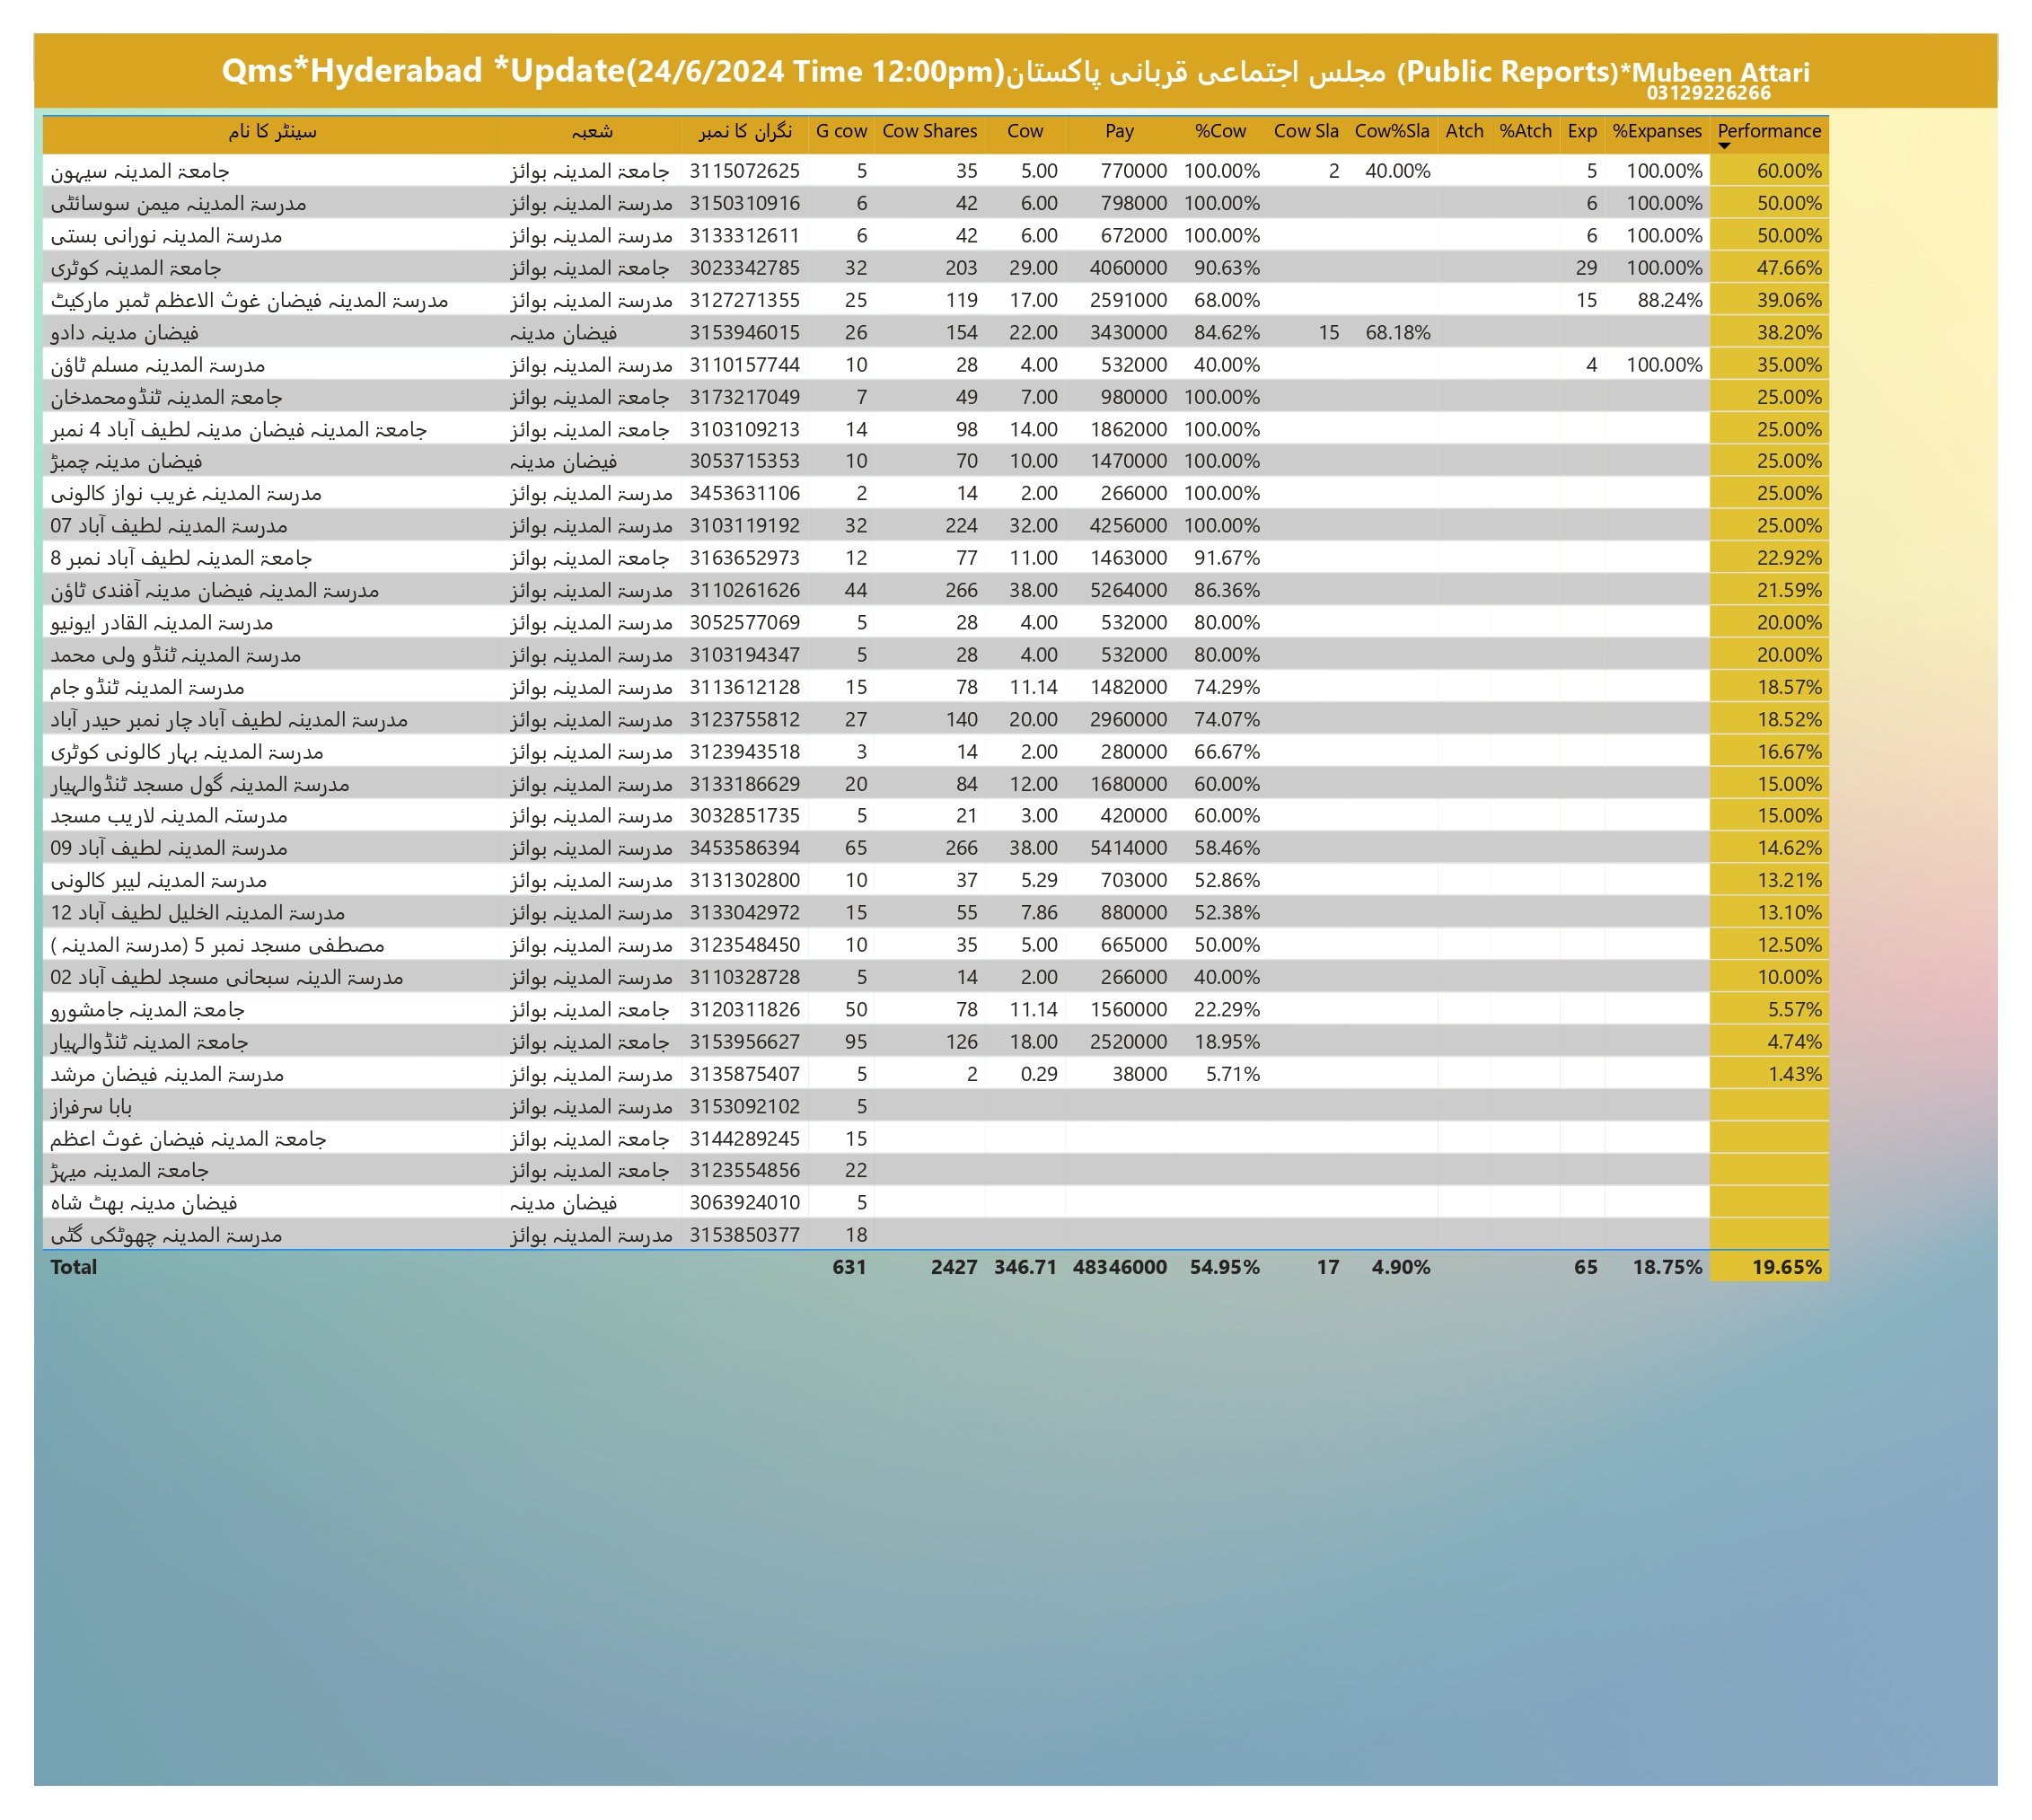 Qms*Hyderabad *Update(24/6/2024 Time 12:00pm)مجلس اجتماعی قربانی پاکستان (Public Reports)*Mubeen Attari
03129226266
سینٹر کا نام شعبہ نگران کا نمبر G cow Cow Shares Cow Pay %Cow Cow Sla Cow%Sla Atch %Atch Exp %Expanses Performance
جامعۃ المدینہ سیہون جامعۃ المدینہ بوائز 3115072625 5 35 5.00 770000 100.00% 2 40.00% 5 100.00% 60.00%
مدرسۃ المدینہ میمن سوسائٹی مدرسۃ المدینہ بوائز 3150310916 6 42 6.00 798000 100.00% 6 100.00% 50.00%
مدرسۃ المدینہ نورانی بستی مدرسۃ المدینہ بوائز 3133312611 6 42 6.00 672000 100.00% 6 100.00% 50.00%
جامعۃ المدینہ کوٹری جامعۃ المدینہ بوائز 3023342785 32 203 29.00 4060000 90.63% 29 100.00% 47.66%
مدرسۃ المدینہ فیضان غوث الاعظم ٹمبر مارکیٹ مدرسۃ المدینہ بوائز 3127271355 25 119 17.00 2591000 68.00% 15 88.24% 39.06%
فیضان مدینہ دادو فیضان مدینہ 3153946015 26 154 22.00 3430000 84.62% 15 68.18% 38.20%
مدرسۃ المدینہ مسلم ٹاؤن مدرسۃ المدینہ بوائز 3110157744 10 28 4.00 532000 40.00% 4 100.00% 35.00%
جامعۃ المدینہ ٹنڈومحمدخان جامعۃ المدینہ بوائز 3173217049 7 49 7.00 980000 100.00% 25.00%
جامعۃ المدینہ فیضان مدینہ لطیف آباد 4 نمبر جامعۃ المدینہ بوائز 3103109213 14 98 14.00 1862000 100.00% 25.00%
فیضان مدینہ چمبڑ فیضان مدینہ 3053715353 10 70 10.00 1470000 100.00% 25.00%
مدرسۃ المدینہ غریب نواز کالونی مدرسۃ المدینہ بوائز 3453631106 2 14 2.00 266000 100.00% 25.00%
مدرسۃ المدینہ لطیف آباد 07 مدرسۃ المدینہ بوائز 3103119192 32 224 32.00 4256000 100.00% 25.00%
جامعۃ المدینہ لطیف آباد نمبر 8 جامعۃ المدینہ بوائز 3163652973 12 77 11.00 1463000 91.67% 22.92%
مدرسۃ المدینہ فیضان مدینہ آفندی ٹاؤن مدرسۃ المدینہ بوائز 3110261626 44 266 38.00 5264000 86.36% 21.59%
مدرسۃ المدینہ القادر ایونیو مدرسۃ المدینہ بوائز 3052577069 5 28 4.00 532000 80.00% 20.00%
مدرسۃ المدینہ ٹنڈو ولی محمد مدرسۃ المدینہ بوائز 3103194347 5 28 4.00 532000 80.00% 20.00%
مدرسۃ المدینہ ٹنڈو جام مدرسۃ المدینہ بوائز 3113612128 15 78 11.14 1482000 74.29% 18.57%
مدرسۃ المدینہ لطیف آباد چار نمبر حیدر آباد مدرسۃ المدینہ بوائز 3123755812 27 140 20.00 2960000 74.07% 18.52%
مدرسۃ المدینہ بہار کالونی کوٹری مدرسۃ المدینہ بوائز 3123943518 3 14 2.00 280000 66.67% 16.67%
مدرسۃ المدینہ گول مسجد ٹنڈوالہیار مدرسۃ المدینہ بوائز 3133186629 20 84 12.00 1680000 60.00% 15.00%
مدرستہ المدینہ لاریب مسجد مدرسۃ المدینہ بوائز 3032851735 5 21 3.00 420000 60.00% 15.00%
مدرسۃ المدینہ لطیف آباد 09 مدرسۃ المدینہ بوائز 3453586394 65 266 38.00 5414000 58.46% 14.62%
مدرسۃ المدینہ لیبر کالونی مدرسۃ المدینہ بوائز 3131302800 10 37 5.29 703000 52.86% 13.21%
مدرسۃ المدینہ الخلیل لطیف آباد 12 مدرسۃ المدینہ بوائز 3133042972 15 55 7.86 880000 52.38% 13.10%
مصطفی مسجد نمبر 5 (مدرسۃ المدینہ ) مدرسۃ المدینہ بوائز 3123548450 10 35 5.00 665000 50.00% 12.50%
مدرسۃ الدینہ سبحانی مسجد لطیف آباد 02 مدرسۃ المدینہ بوائز 3110328728 5 14 2.00 266000 40.00% 10.00%
جامعۃ المدینہ جامشورو جامعۃ المدینہ بوائز 3120311826 50 78 11.14 1560000 22.29% 5.57%
جامعۃ المدینہ ٹنڈوالہیار جامعۃ المدینہ بوائز 3153956627 95 126 18.00 2520000 18.95% 4.74%
مدرسۃ المدینہ فیضان مرشد مدرسۃ المدینہ بوائز 3135875407 5 2 0.29 38000 5.71% 1.43%
بابا سرفراز مدرسۃ المدینہ بوائز 3153092102 5
جامعۃ المدینہ فیضان غوث اعظم جامعۃ المدینہ بوائز 3144289245 15
جامعۃ المدینہ میہڑ جامعۃ المدینہ بوائز 3123554856 22
فیضان مدینہ بھٹ شاہ فیضان مدینہ 3063924010 5
مدرسۃ المدینہ چھوٹکی گٹی مدرسۃ المدینہ بوائز 3153850377 18
Total 631 2427 346.71 48346000 54.95% 17 4.90% 65 18.75% 19.65%